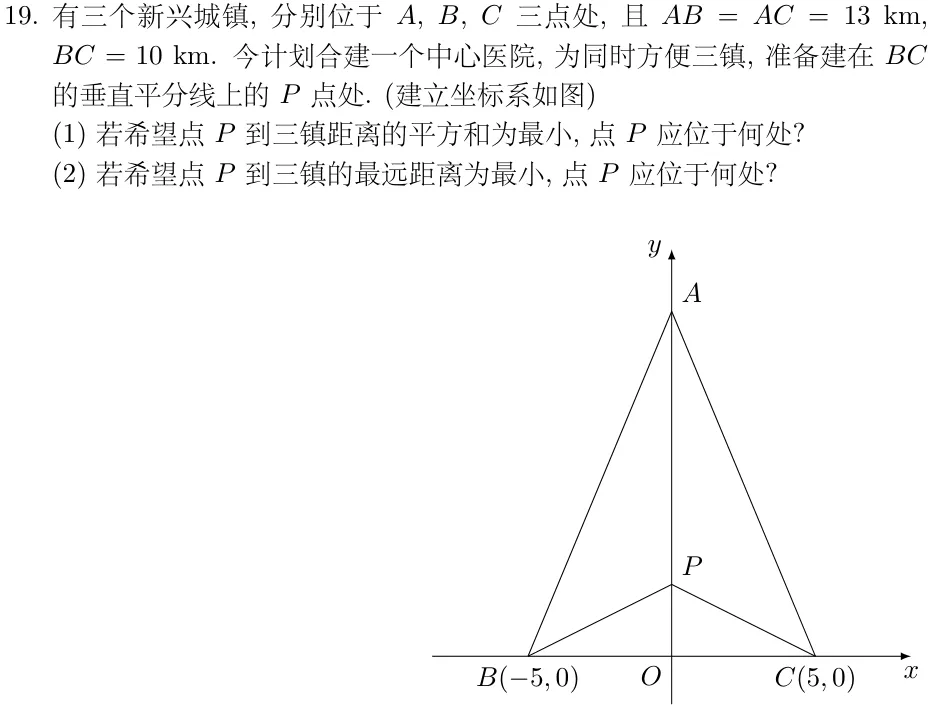 19. 有三个新兴城镇, 分别位于 A, B, C 三点处, 且 AB = AC = 13 km,
BC = 10 km. 今计划合建一个中心医院, 为同时方便三镇, 准备建在 BC
的垂直平分线上的 P 点处. (建立坐标系如图)
(1) 若希望点 P 到三镇距离的平方和为最小, 点 P 应位于何处?
(2) 若希望点 P 到三镇的最远距离为最小, 点 P 应位于何处?
y
A
P
B(−5, 0)
O
C(5, 0)
x